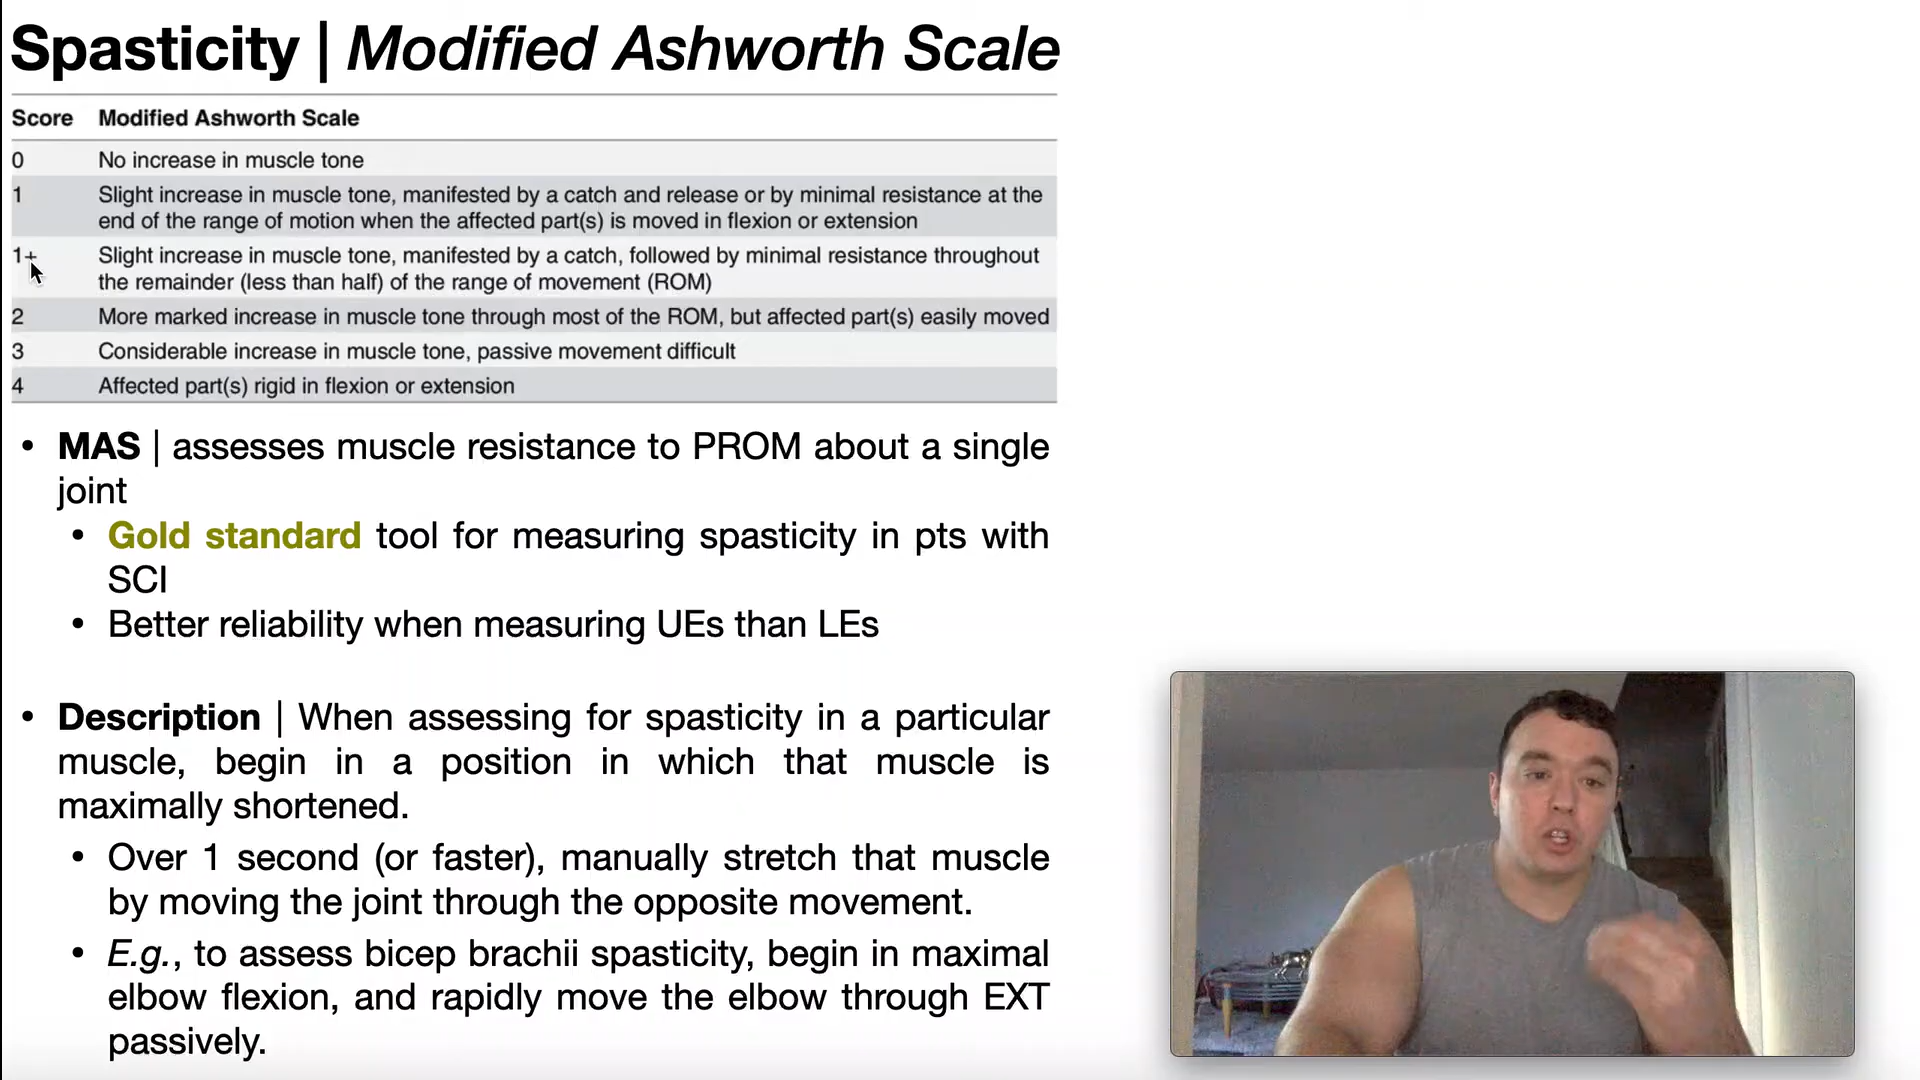 Spasticity | Modified Ashworth Scale
Score Modified Ashworth Scale
0 No increase in muscle tone
1 Slight increase in muscle tone, manifested by a catch and release or by minimal resistance at the
end of the range of motion when the affected part(s) is moved in flexion or extension
1+ Slight increase in muscle tone, manifested by a catch, followed by minimal resistance throughout
the remainder (less than half) of the range of movement (ROM)
2 More marked increase in muscle tone through most of the ROM, but affected part(s) easily moved
3 Considerable increase in muscle tone, passive movement difficult
4 Affected part(s) rigid in flexion or extension
• MAS | assesses muscle resistance to PROM about a single
joint
• Gold standard tool for measuring spasticity in pts with
SCI
• Better reliability when measuring UEs than LEs
• Description | When assessing for spasticity in a particular
muscle, begin in a position in which that muscle is
maximally shortened.
• Over 1 second (or faster), manually stretch that muscle
by moving the joint through the opposite movement.
• E.g., to assess bicep brachii spasticity, begin in maximal
elbow flexion, and rapidly move the elbow through EXT
passively.